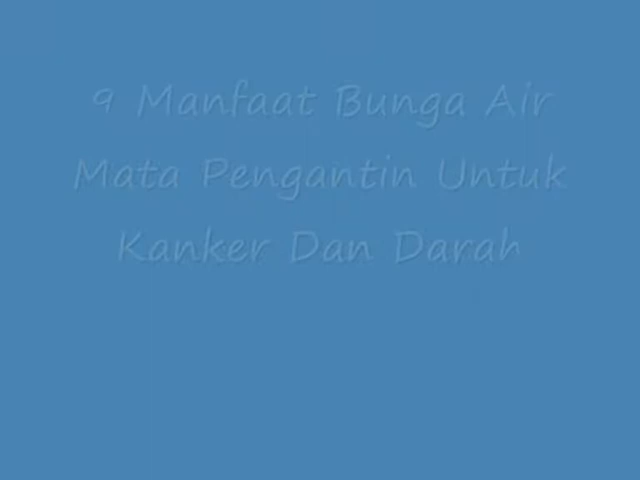 9 Manfaat Bunga Air
Mata Pengantin Untuk
Kanker Dan Darah